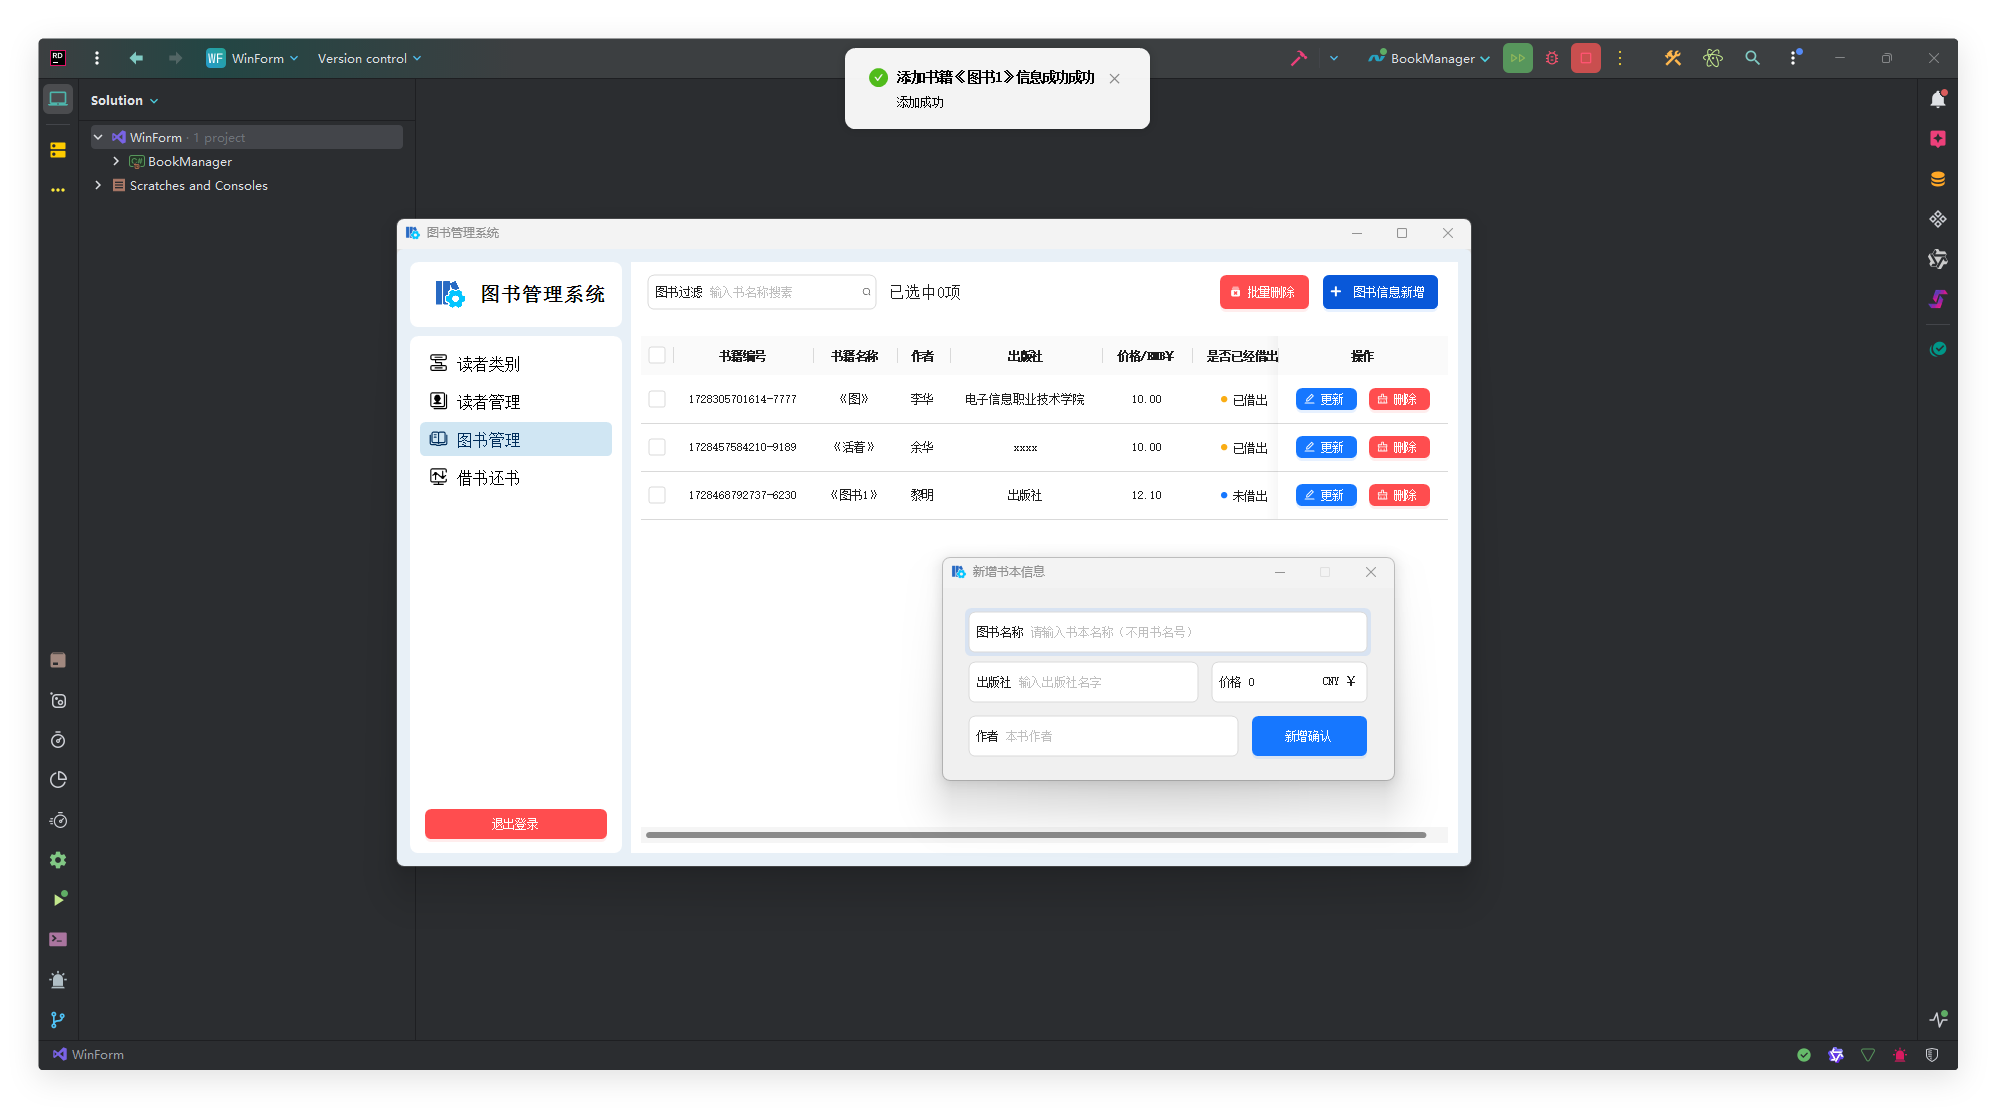 WF WinForm
Version control
BookManager
Solution
WinForm · 1 project
BookManager
Scratches and Consoles
添加书籍《图书1》信息成功成功
添加成功
图书管理系统
图书管理系统
读者类别
读者管理
图书管理
借书还书
退出登录
图书过滤 输入书名称搜素
已选中0项
批量删除
+ 图书信息新增
书籍编号 书籍名称 作者 出版社 价格/RMB¥ 是否已经借出 操作
1728305701614-7777 《图》 李华 电子信息职业技术学院 10.00 已借出 更新 删除
1728457584210-9189 《活着》 余华 xxxx 10.00 已借出 更新 删除
1728468792737-6230 《图书1》 黎明 出版社 12.10 未借出 更新 删除
新增书本信息
图书名称 请输入书本名称（不用书名号）
出版社 输入出版社名字
价格 0 CNY ¥
作者 本书作者
新增确认
WinForm